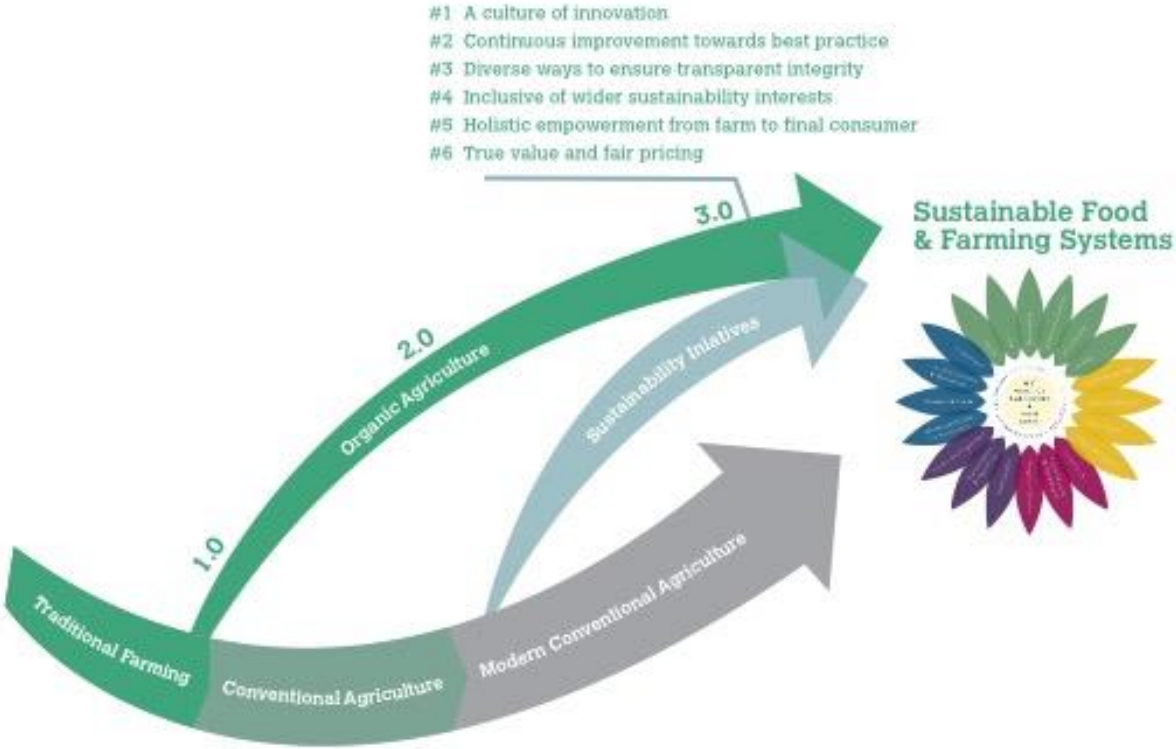 #1 A culture of innovation
#2 Continuous improvement towards best practice
#3 Diverse ways to ensure transparent integrity
#4 Inclusive of wider sustainability interests
#5 Holistic empowerment from farm to final consumer
#6 True value and fair pricing
3.0
Sustainable Food
& Farming Systems
2.0
Organic Agriculture
Sustainability Iniatives
1.0
Traditional Farming
Conventional Agriculture
Modern Conventional Agriculture